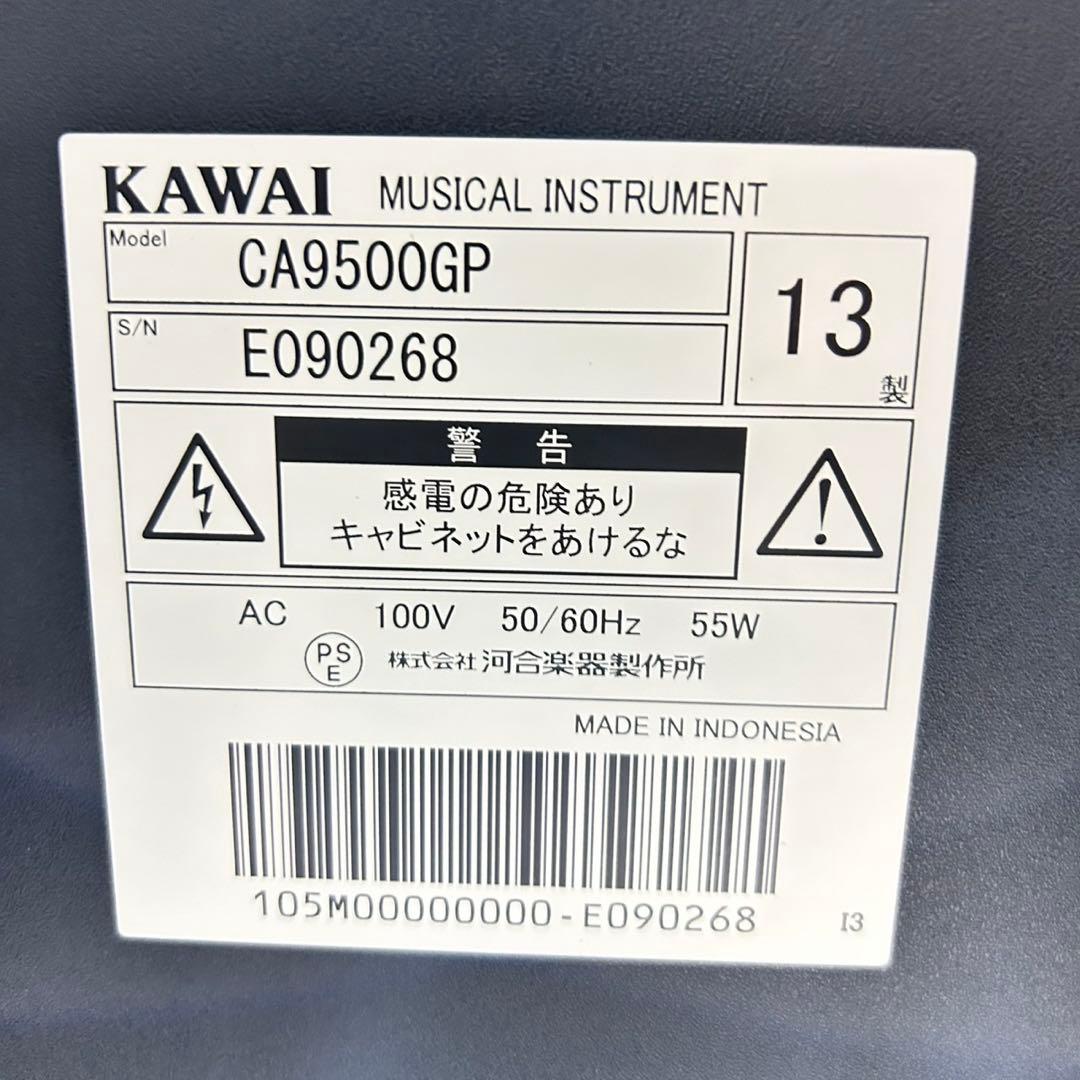 KAWAI MUSICAL INSTRUMENT
Model CA9500GP
S/N E090268
13 製
警 告
感電の危険あり
キャビネットをあけるな
AC 100V 50/60Hz 55W
PS
E
株式会社 河合楽器製作所
MADE IN INDONESIA
105M00000000-E090268
I3